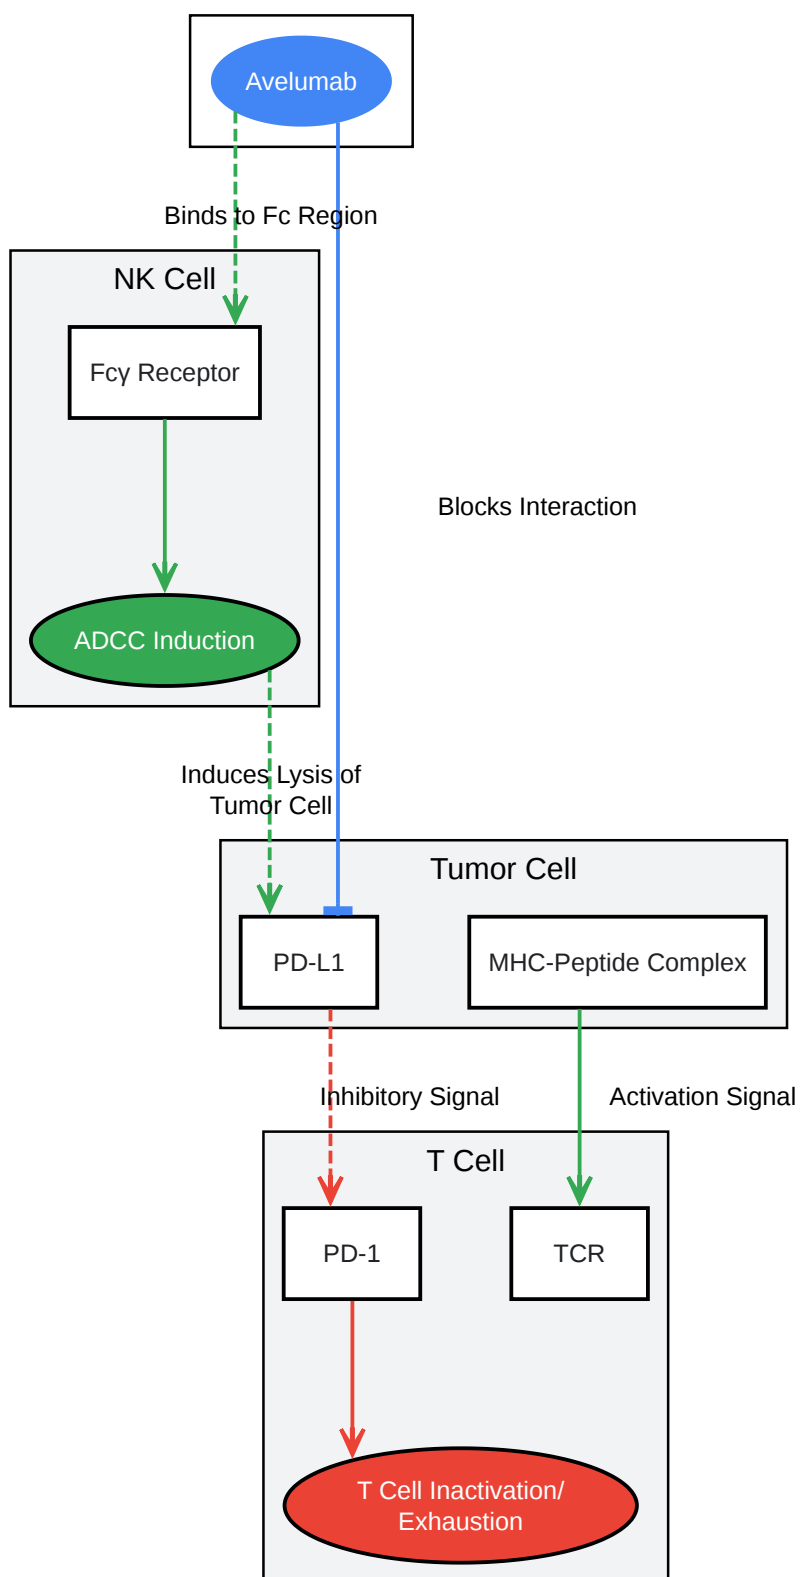 Avelumab
Binds to Fc Region
NK Cell
Fcγ Receptor
Blocks Interaction
ADCC Induction
Induces Lysis of
Tumor Cell
Tumor Cell
PD-L1
MHC-Peptide Complex
Inhibitory Signal
Activation Signal
T Cell
PD-1
TCR
T Cell Inactivation/
Exhaustion